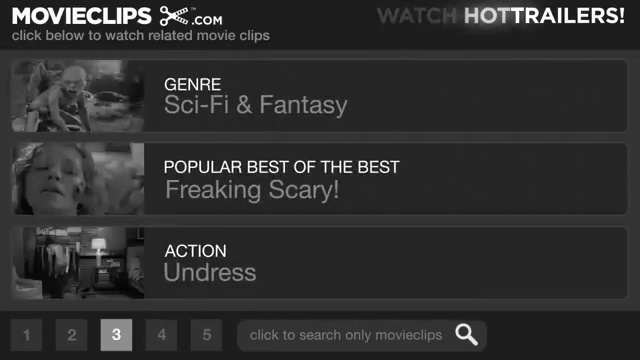 MOVIECLIPS™.COM
WATCH HOTTRAILERS!
click below to watch related movie clips
GENRE
Sci-Fi & Fantasy
POPULAR BEST OF THE BEST
Freaking Scary!
ACTION
Undress
1 2 3 4 5 click to search only movieclips